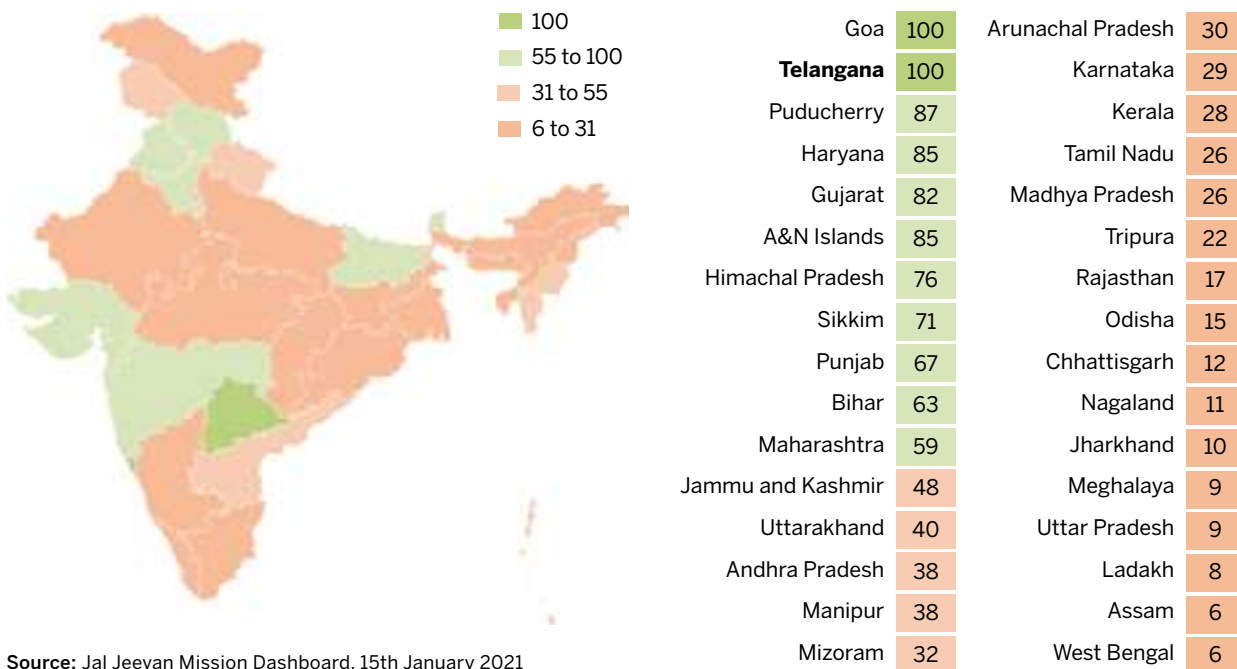 100
55 to 100
31 to 55
6 to 31
Goa 100
Telangana 100
Puducherry 87
Haryana 85
Gujarat 82
A&N Islands 85
Himachal Pradesh 76
Sikkim 71
Punjab 67
Bihar 63
Maharashtra 59
Jammu and Kashmir 48
Uttarakhand 40
Andhra Pradesh 38
Manipur 38
Mizoram 32
Arunachal Pradesh 30
Karnataka 29
Kerala 28
Tamil Nadu 26
Madhya Pradesh 26
Tripura 22
Rajasthan 17
Odisha 15
Chhattisgarh 12
Nagaland 11
Jharkhand 10
Meghalaya 9
Uttar Pradesh 9
Ladakh 8
Assam 6
West Bengal 6
Source: Jal Jeevan Mission Dashboard, 15th January 2021